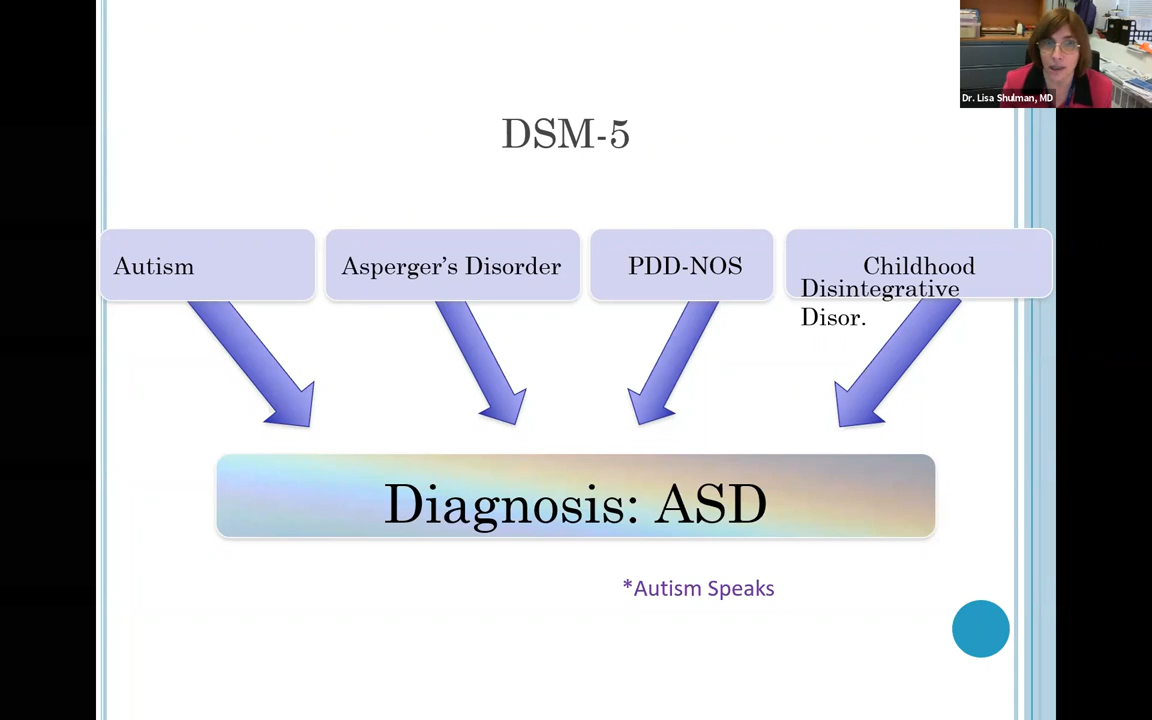 Dr. Lisa Shulman, MD
DSM-5
Autism
Asperger's Disorder
PDD-NOS
Childhood
Disintegrative
Disor.
Diagnosis: ASD
*Autism Speaks